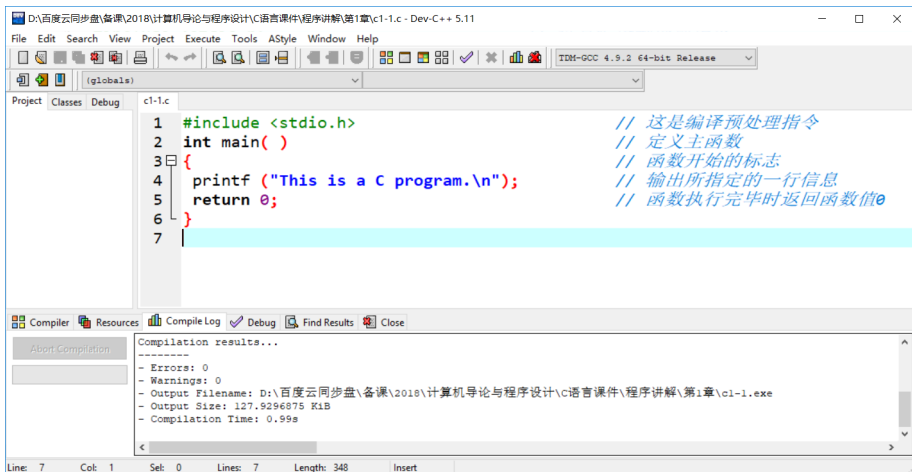 D:\百度云同步盘\备课\2018\计算机导论与程序设计\C语言课件\程序讲解\第1章\c1-1.c - Dev-C++ 5.11
File Edit Search View Project Execute Tools AStyle Window Help
TDM-GCC 4.9.2 64-bit Release
(globals)
Project Classes Debug c1-1.c
1 #include <stdio.h> // 这是编译预处理指令
2 int main( ) // 定义主函数
3 { // 函数开始的标志
4 printf ("This is a C program.\n"); // 输出所指定的一行信息
5 return 0; // 函数执行完毕时返回函数值0
6 }
7
Compiler Resources Compile Log Debug Find Results Close
Abort Compilation
Compilation results...
--------
- Errors: 0
- Warnings: 0
- Output Filename: D:\百度云同步盘\备课\2018\计算机导论与程序设计\C语言课件\程序讲解\第1章\c1-1.exe
- Output Size: 127.9296875 KiB
- Compilation Time: 0.99s
Line: 7 Col: 1 Sel: 0 Lines: 7 Length: 348 Insert